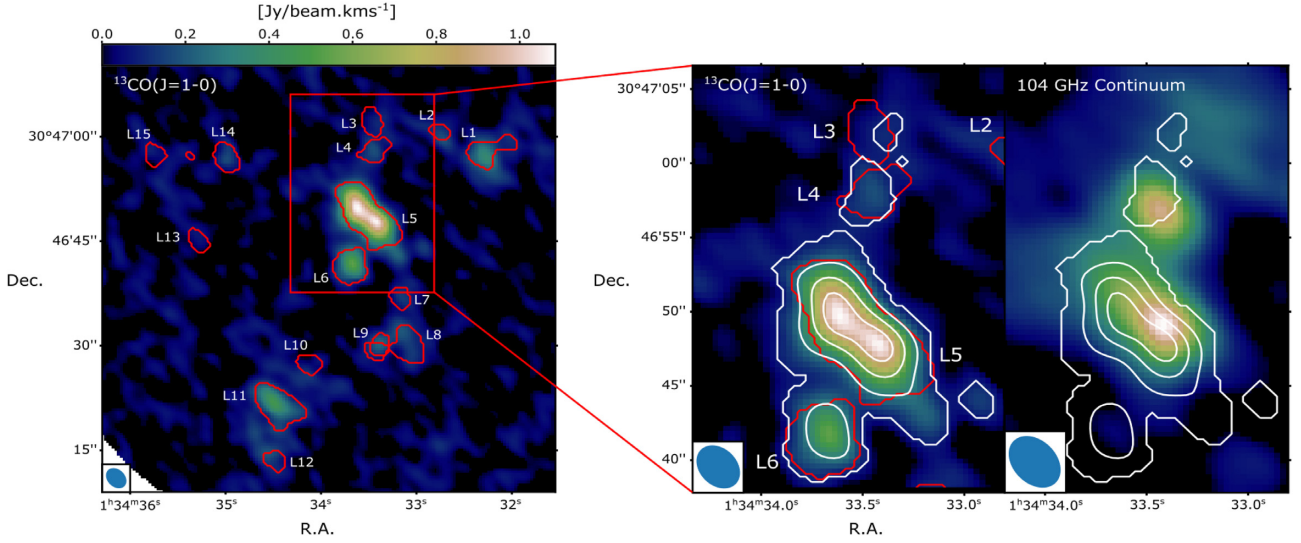 [Jy/beam.kms⁻¹]
0.0 0.2 0.4 0.6 0.8 1.0
¹³CO(J=1-0)
L1
L2
L3
L4
L5
L6
L7
L8
L9
L10
L11
L12
L13
L14
L15
30°47'00''
46'45''
30''
15''
Dec.
1ʰ34ᵐ36ˢ 35ˢ 34ˢ 33ˢ 32ˢ
R.A.
¹³CO(J=1-0)
L3
L2
L4
L5
L6
30°47'05''
00''
46'55''
50''
45''
40''
Dec.
1ʰ34ᵐ34.0ˢ 33.5ˢ 33.0ˢ
104 GHz Continuum
1ʰ34ᵐ34.0ˢ 33.5ˢ 33.0ˢ
R.A.